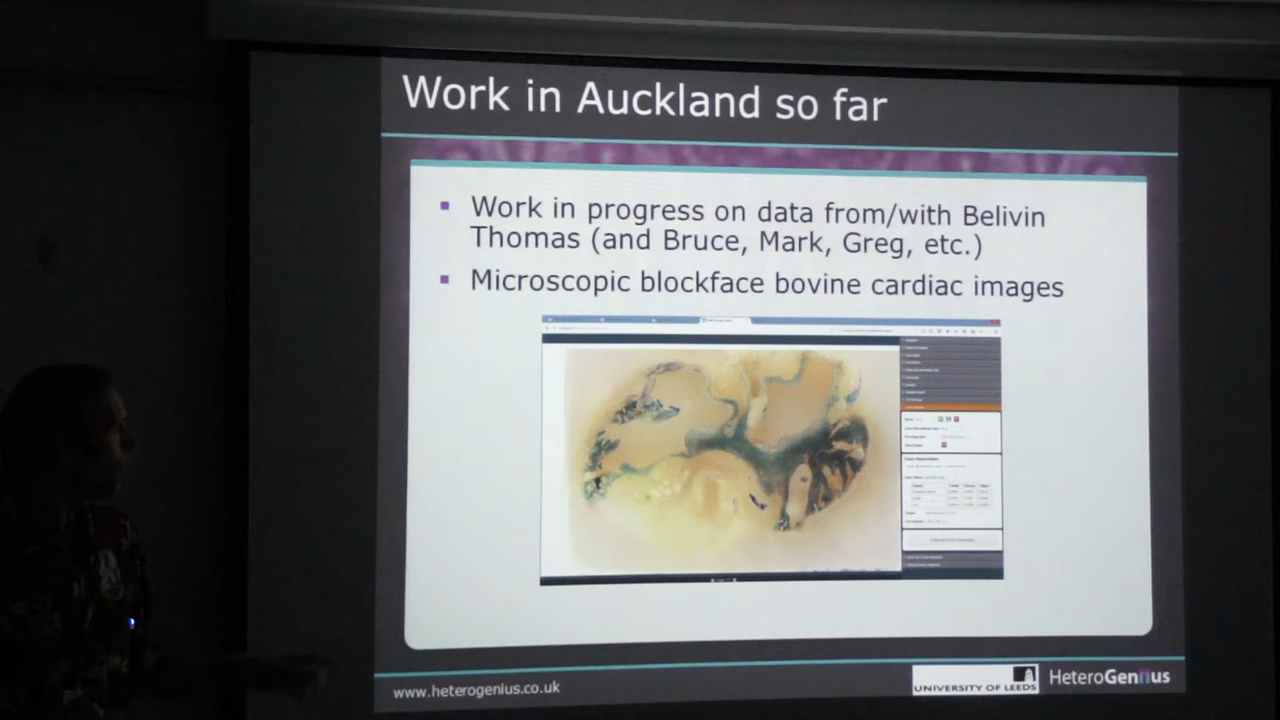 Work in Auckland so far
▪ Work in progress on data from/with Belivin
Thomas (and Bruce, Mark, Greg, etc.)
▪ Microscopic blockface bovine cardiac images
www.heterogenius.co.uk
UNIVERSITY OF LEEDS
HeteroGenIIus